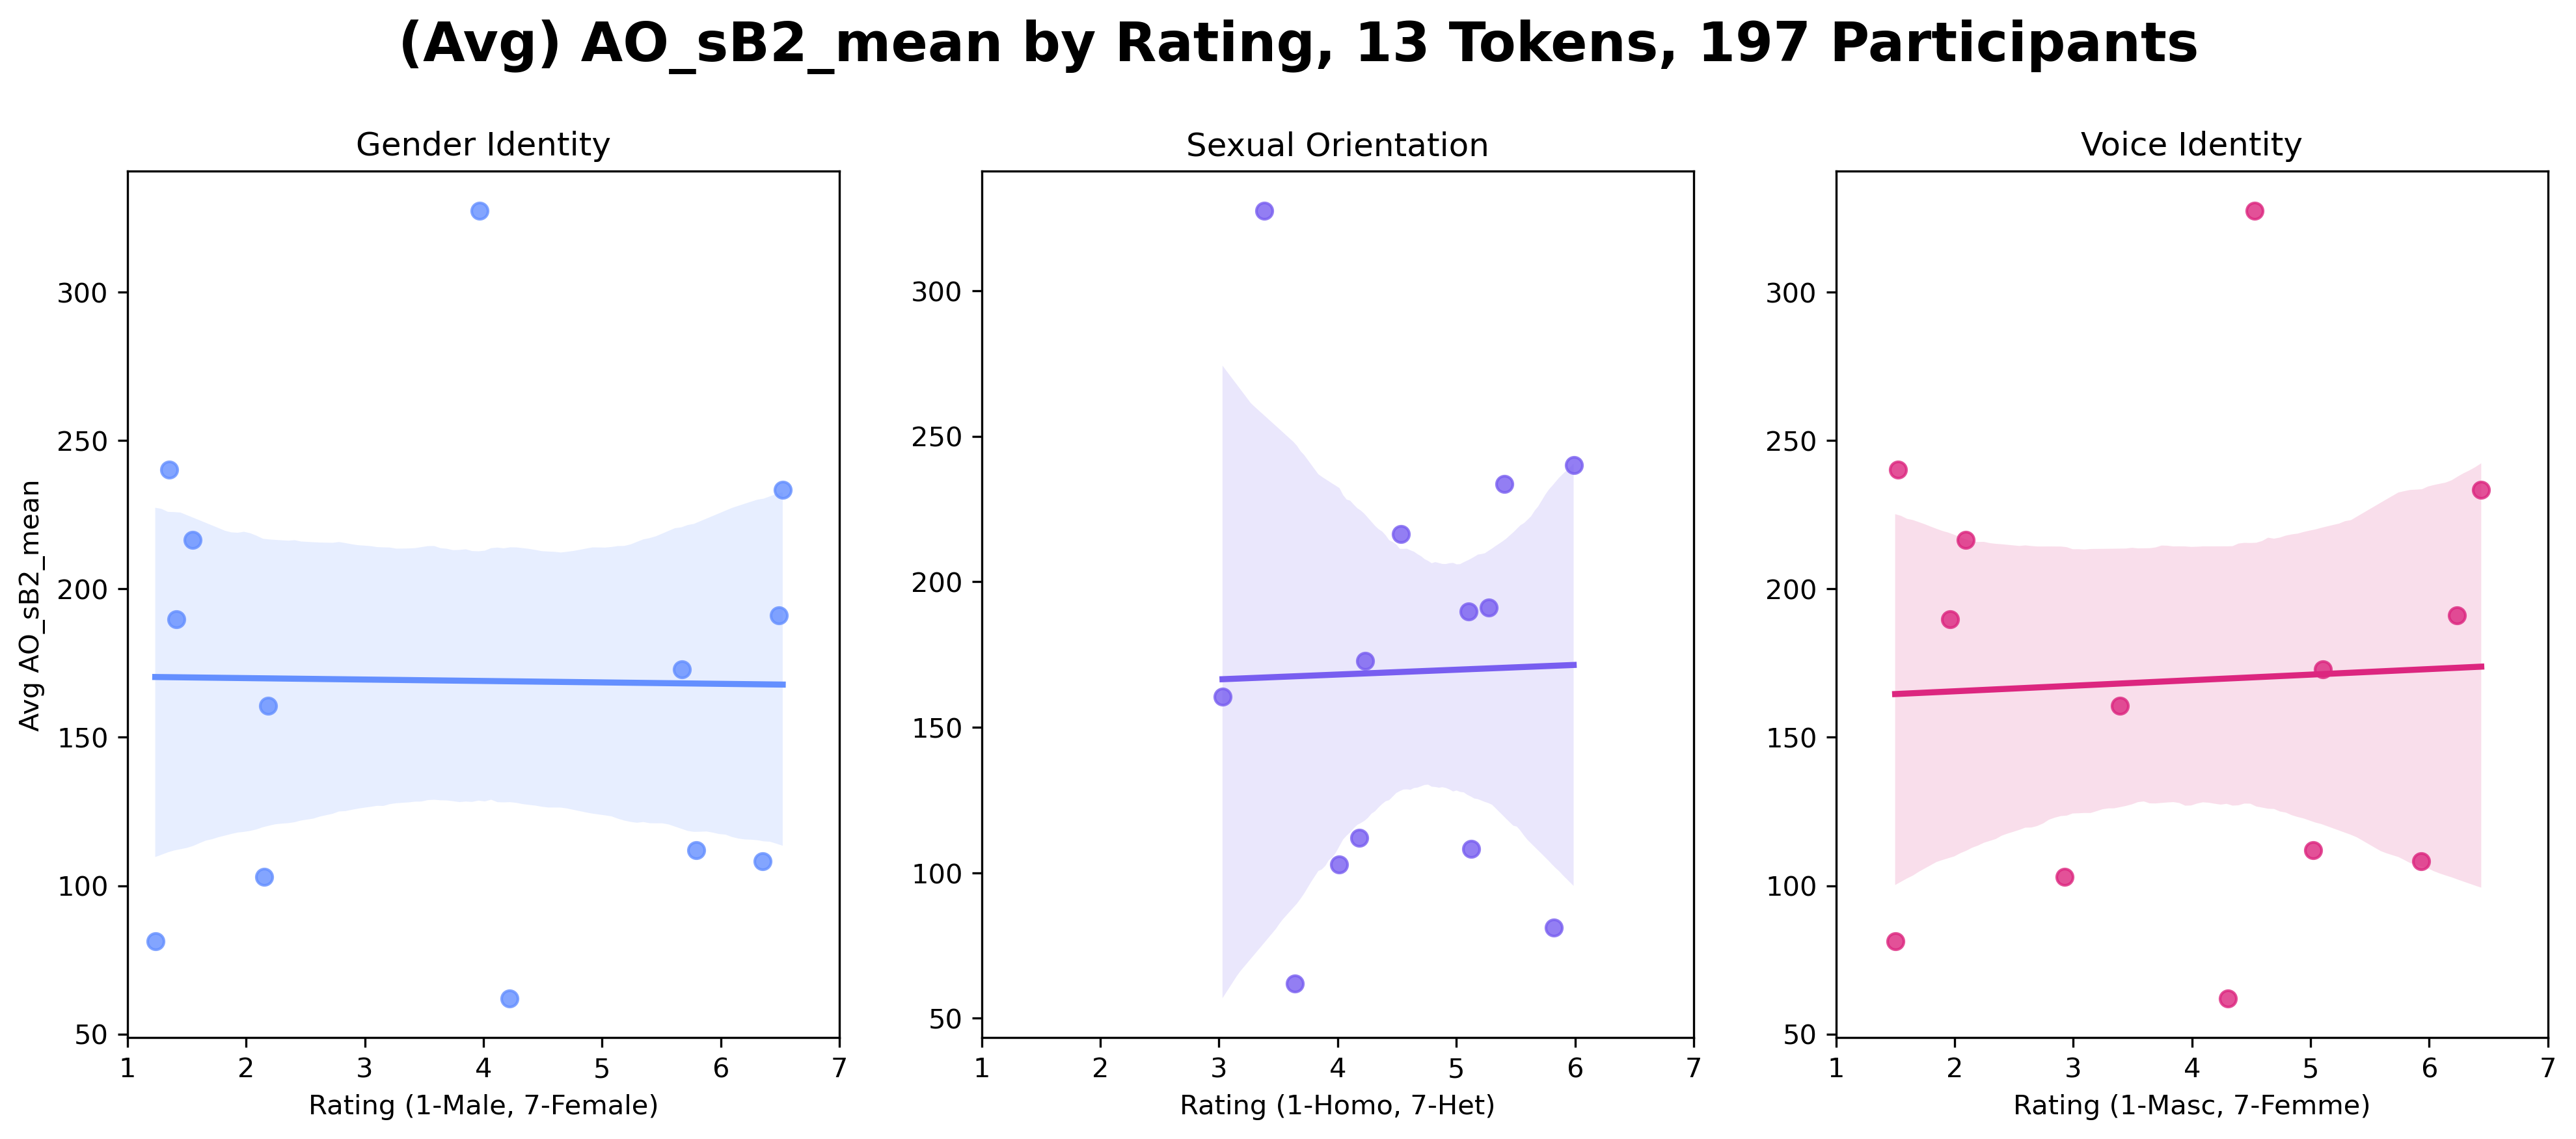 (Avg) AO_sB2_mean by Rating, 13 Tokens, 197 Participants
Gender Identity
Sexual Orientation
Voice Identity
Avg AO_sB2_mean
300
250
200
150
100
50
1 2 3 4 5 6 7
Rating (1-Male, 7-Female)
300
250
200
150
100
50
1 2 3 4 5 6 7
Rating (1-Homo, 7-Het)
300
250
200
150
100
50
1 2 3 4 5 6 7
Rating (1-Masc, 7-Femme)